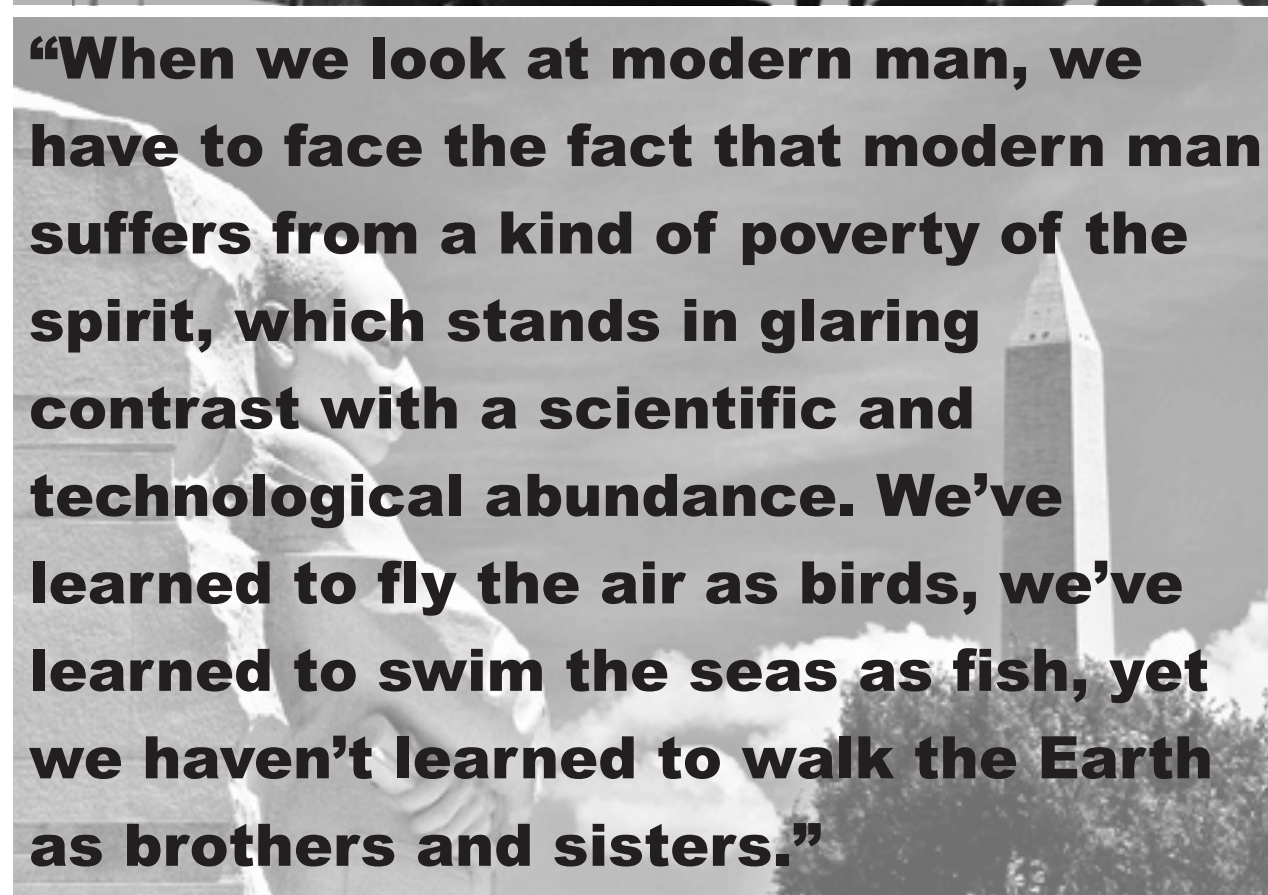 “When we look at modern man, we
have to face the fact that modern man
suffers from a kind of poverty of the
spirit, which stands in glaring
contrast with a scientific and
technological abundance. We’ve
learned to fly the air as birds, we’ve
learned to swim the seas as fish, yet
we haven’t learned to walk the Earth
as brothers and sisters.”